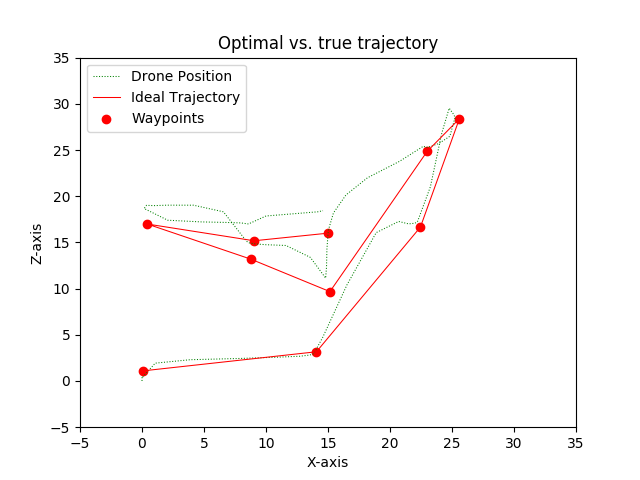 Optimal vs. true trajectory
Drone Position
Ideal Trajectory
Waypoints
Z-axis
35
30
25
20
15
10
5
0
−5
−5 0 5 10 15 20 25 30 35
X-axis